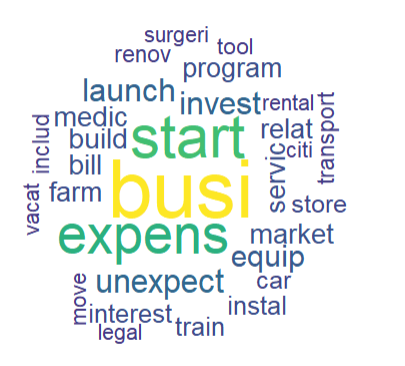 surgeri
renov tool
program
launch invest rental
medic start relat transport
includ build citi
bill busi servic
vacat farm store
expens market
equip
unexpect car
move interest instal
legal train